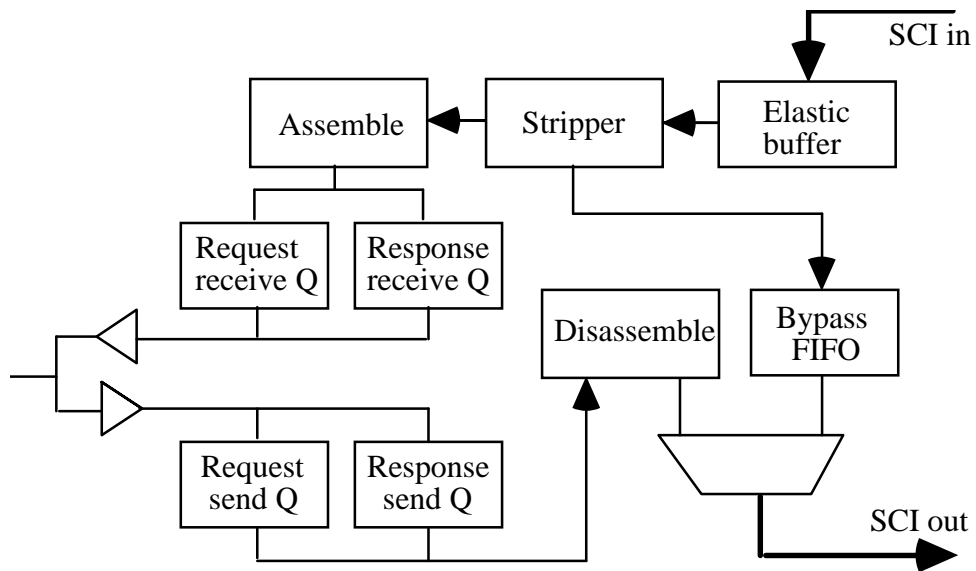 SCI in
Assemble
Stripper
Elastic
buffer
Request
receive Q
Response
receive Q
Disassemble
Bypass
FIFO
Request
send Q
Response
send Q
SCI out